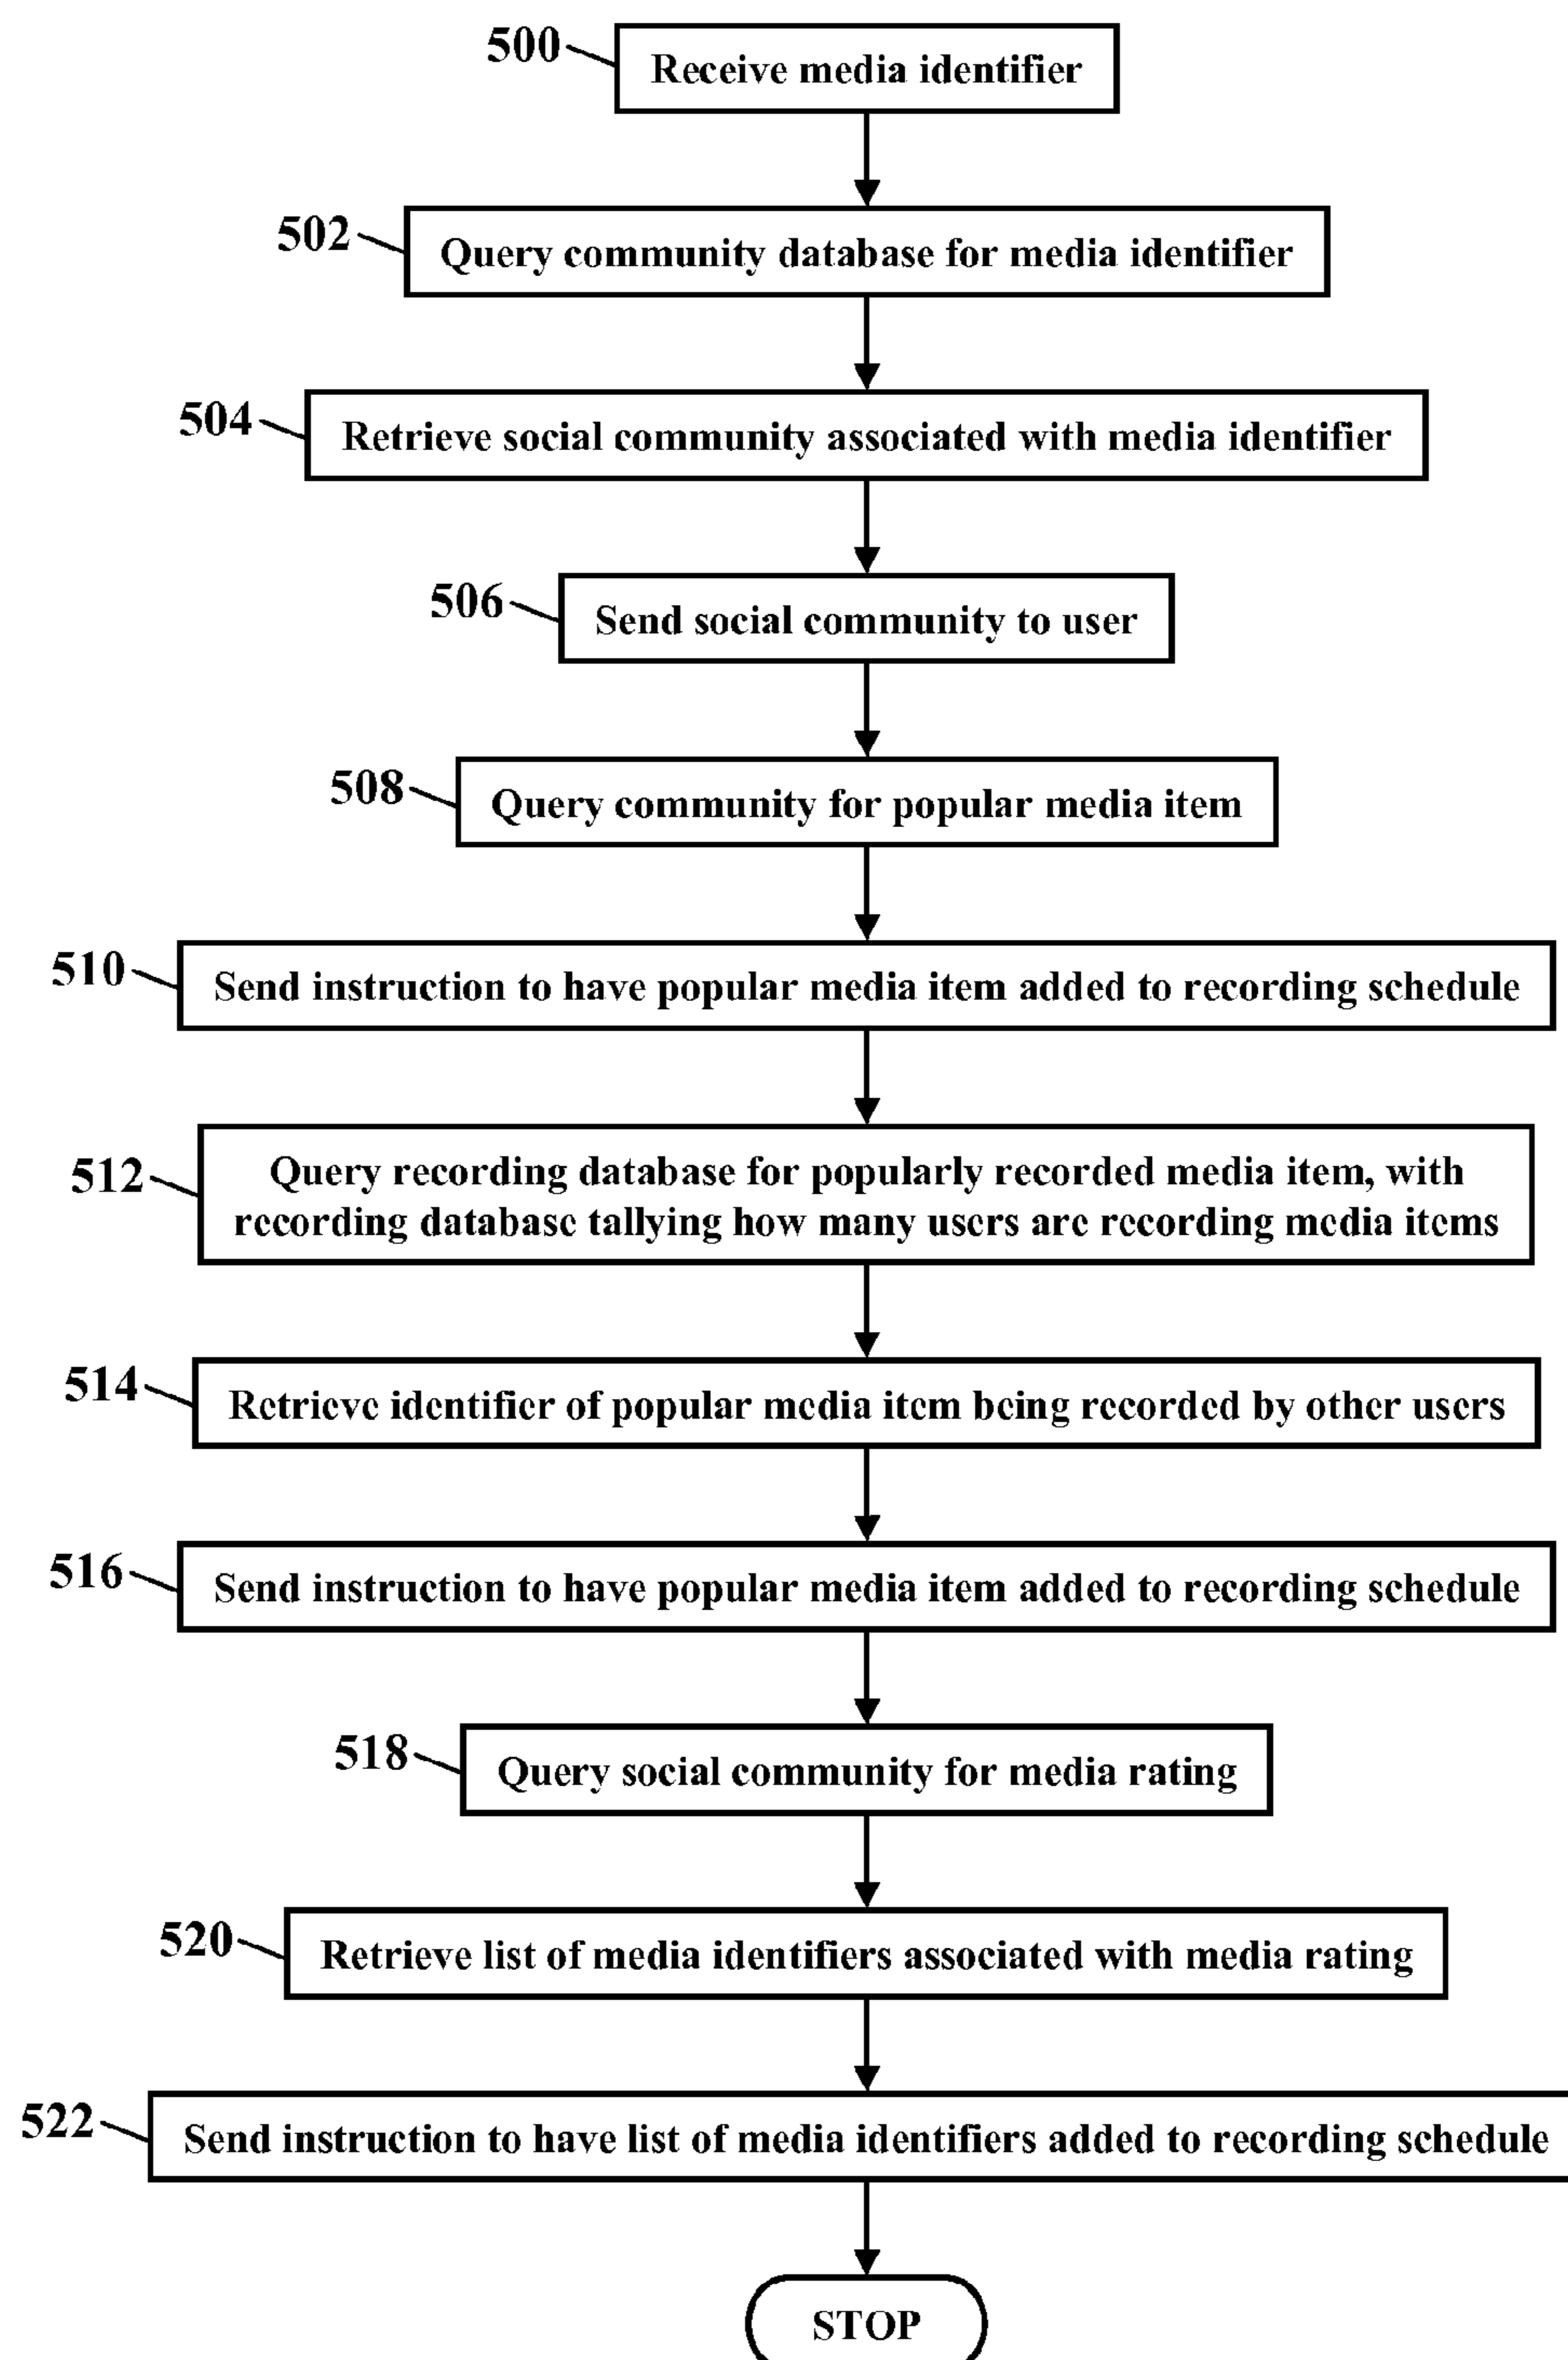 500
Receive media identifier
502
Query community database for media identifier
504
Retrieve social community associated with media identifier
506
Send social community to user
508
Query community for popular media item
510
Send instruction to have popular media item added to recording schedule
512
Query recording database for popularly recorded media item, with
recording database tallying how many users are recording media items
514
Retrieve identifier of popular media item being recorded by other users
516
Send instruction to have popular media item added to recording schedule
518
Query social community for media rating
520
Retrieve list of media identifiers associated with media rating
522
Send instruction to have list of media identifiers added to recording schedule
STOP